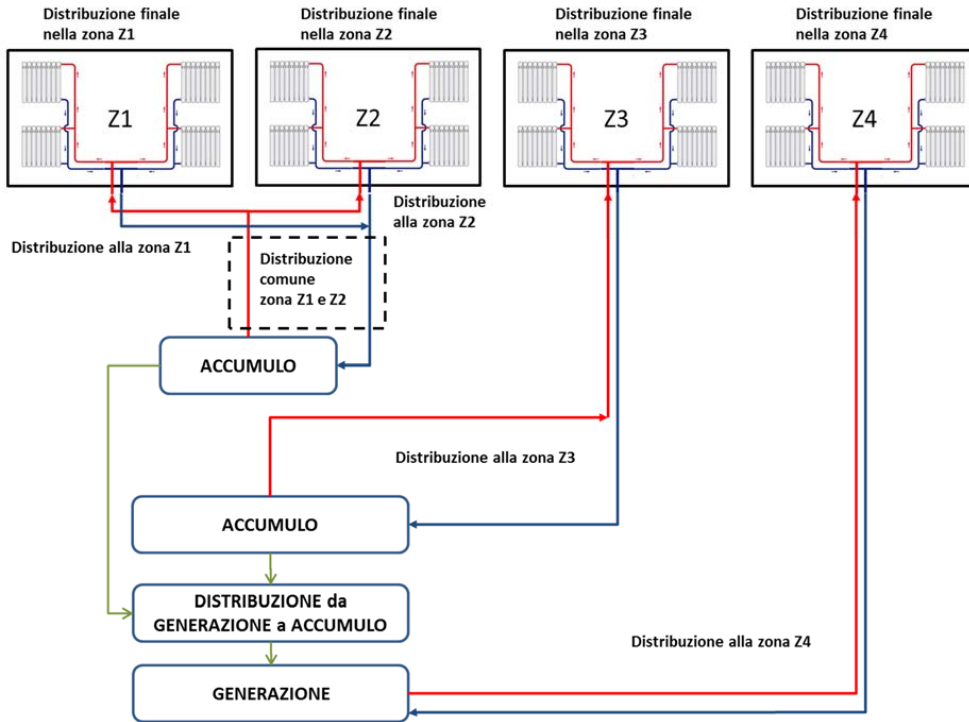 Distribuzione finale
nella zona Z1
Distribuzione finale
nella zona Z2
Distribuzione finale
nella zona Z3
Distribuzione finale
nella zona Z4
Z1
Z2
Z3
Z4
Distribuzione alla zona Z1
Distribuzione
alla zona Z2
Distribuzione
comune
zona Z1 e Z2
ACCUMULO
Distribuzione alla zona Z3
ACCUMULO
DISTRIBUZIONE da
GENERAZIONE a ACCUMULO
Distribuzione alla zona Z4
GENERAZIONE